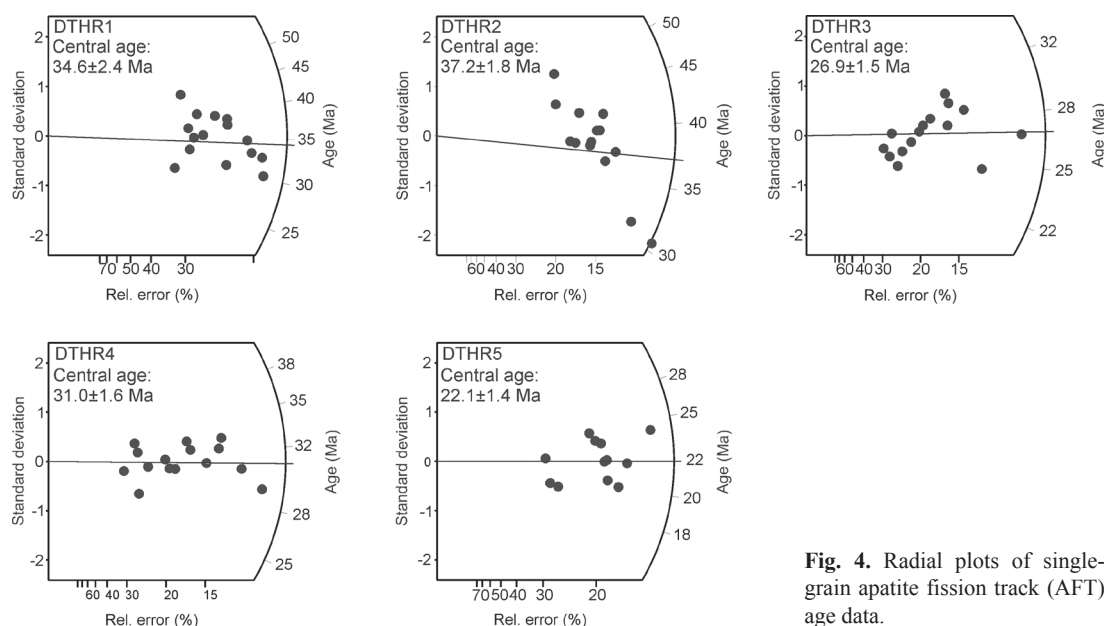 DTHR1
Central age:
34.6±2.4 Ma
2
1
0
-1
-2
Standard deviation
50
45
40
35
30
25
Age (Ma)
70 50 40 30
Rel. error (%)
DTHR2
Central age:
37.2±1.8 Ma
2
1
0
-1
-2
Standard deviation
50
45
40
35
30
Age (Ma)
60 40 30 20 15
Rel. error (%)
DTHR3
Central age:
26.9±1.5 Ma
2
1
0
-1
-2
Standard deviation
32
28
25
22
Age (Ma)
60 40 30 20 15
Rel. error (%)
DTHR4
Central age:
31.0±1.6 Ma
2
1
0
-1
-2
Standard deviation
38
35
32
28
25
Age (Ma)
60 40 30 20 15
Rel. error (%)
DTHR5
Central age:
22.1±1.4 Ma
2
1
0
-1
-2
Standard deviation
28
25
22
20
18
Age (Ma)
70 50 40 30 20
Rel. error (%)
Fig. 4. Radial plots of single-
grain apatite fission track (AFT)
age data.